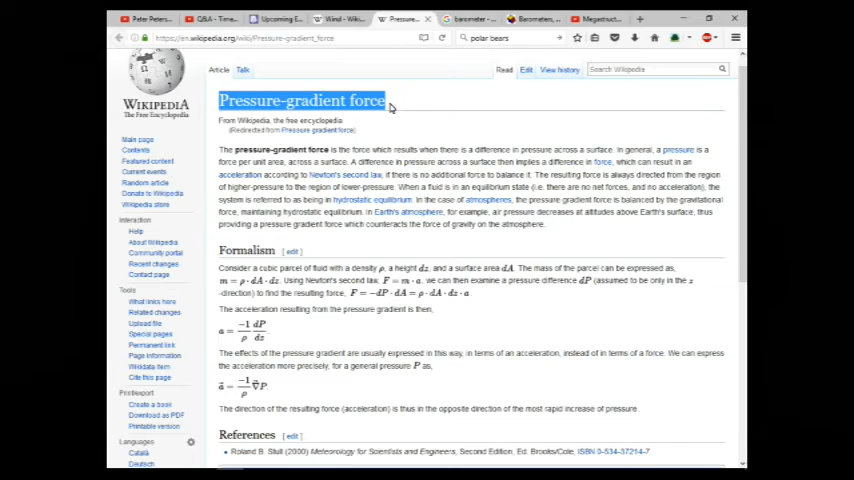 Peter Peters...
Q&A - Time...
Upcoming E...
Wind - Wiki...
Pressure...
barometer - ...
Barometers, ...
Megastruct...
https://en.wikipedia.org/wiki/Pressure-gradient_force
polar bears
WIKIPEDIA
The Free Encyclopedia
Main page
Contents
Featured content
Current events
Random article
Donate to Wikipedia
Wikipedia store
Interaction
Help
About Wikipedia
Community portal
Recent changes
Contact page
Tools
What links here
Related changes
Upload file
Special pages
Permanent link
Page information
Wikidata item
Cite this page
Print/export
Create a book
Download as PDF
Printable version
Languages
Català
Deutsch
Article Talk
Read Edit View history
Search Wikipedia
Pressure-gradient force
From Wikipedia, the free encyclopedia
(Redirected from Pressure gradient force)
The pressure-gradient force is the force which results when there is a difference in pressure across a surface. In general, a pressure is a
force per unit area, across a surface. A difference in pressure across a surface then implies a difference in force, which can result in an
acceleration according to Newton's second law, if there is no additional force to balance it. The resulting force is always directed from the region
of higher-pressure to the region of lower-pressure. When a fluid is in an equilibrium state (i.e. there are no net forces, and no acceleration), the
system is referred to as being in hydrostatic equilibrium. In the case of atmospheres, the pressure gradient force is balanced by the gravitational
force, maintaining hydrostatic equilibrium. In Earth's atmosphere, for example, air pressure decreases at altitudes above Earth's surface, thus
providing a pressure gradient force which counteracts the force of gravity on the atmosphere.
Formalism [ edit ]
Consider a cubic parcel of fluid with a density ρ, a height dz, and a surface area dA. The mass of the parcel can be expressed as,
m = ρ · dA · dz. Using Newton's second law, F = m · a, we can then examine a pressure difference dP (assumed to be only in the z
-direction) to find the resulting force, F = −dP · dA = ρ · dA · dz · a.
The acceleration resulting from the pressure gradient is then,
a = −1/ρ dP/dz.
The effects of the pressure gradient are usually expressed in this way, in terms of an acceleration, instead of in terms of a force. We can express
the acceleration more precisely, for a general pressure P as,
a⃗ = −1/ρ ∇⃗P.
The direction of the resulting force (acceleration) is thus in the opposite direction of the most rapid increase of pressure.
References [ edit ]
• Roland B. Stull (2000) Meteorology for Scientists and Engineers, Second Edition, Ed. Brooks/Cole, ISBN 0-534-37214-7